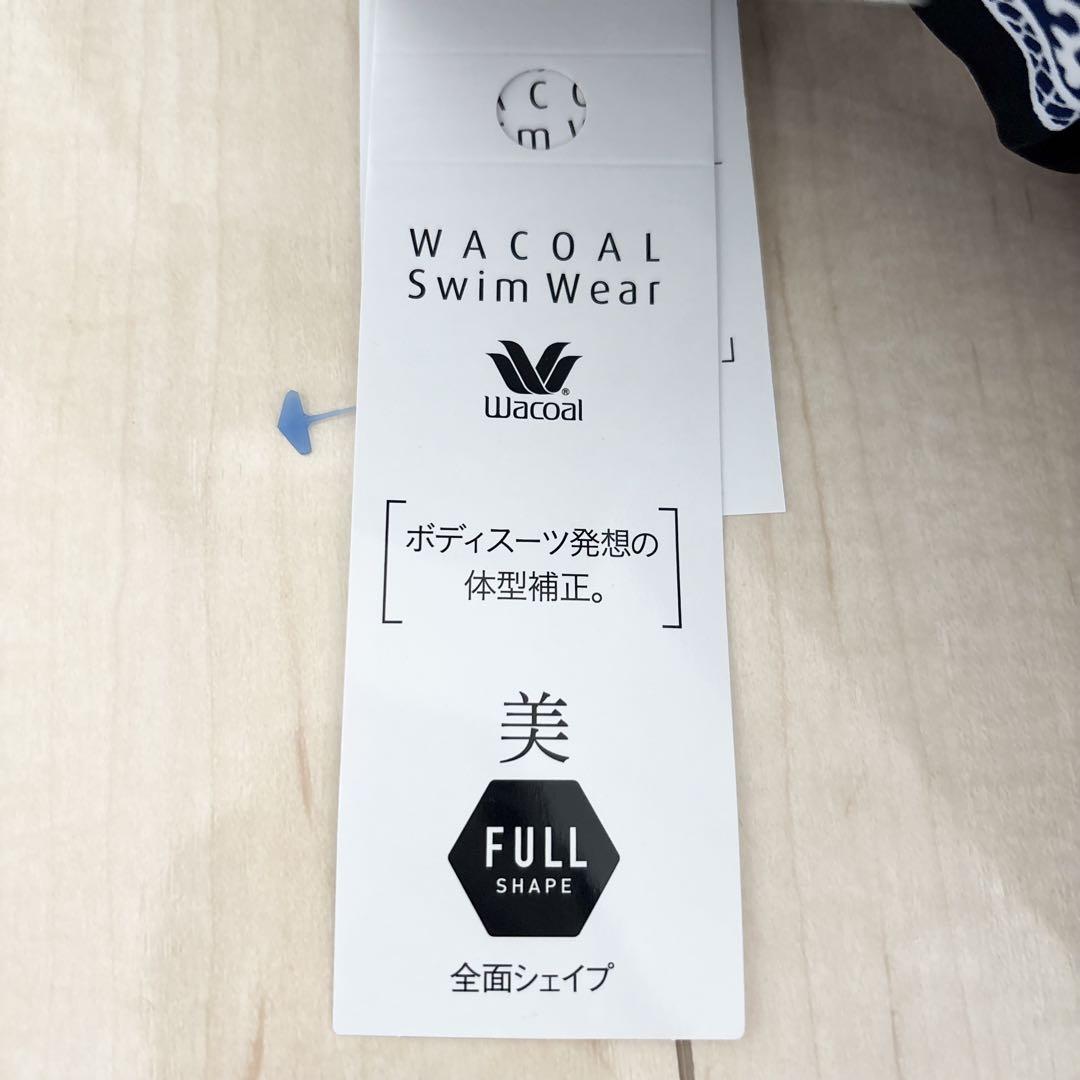 WACOAL
Swim Wear
Wacoal
ボディスーツ発想の
体型補正。
美
FULL
SHAPE
全面シェイプ